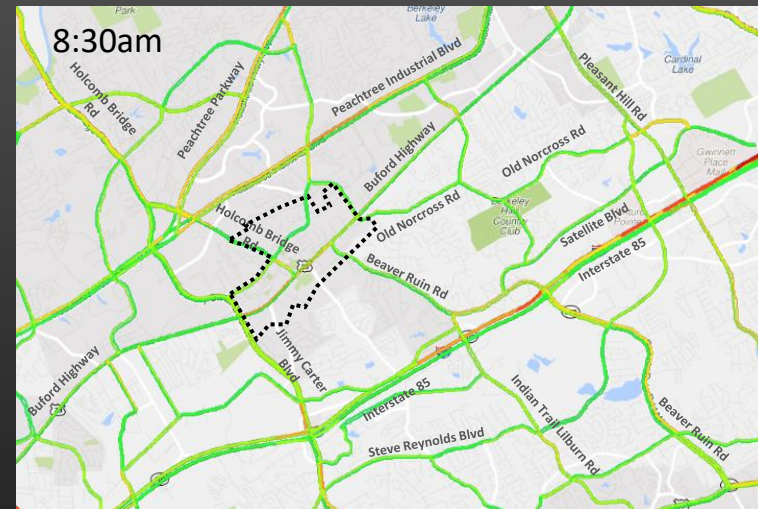 Park
Berkeley
Lake
8:30am
Cardinal
Lake
Holcomb Bridge
Rd
Peachtree Parkway
Peachtree Industrial Blvd
Pleasant Hill Rd
Buford Highway
Old Norcross Rd
Gwinnett
Place
Mall
Holcomb Bridge
Rd
Old Norcross Rd
Hall
County
Club
Satellite Blvd
Interstate 85
Beaver Ruin Rd
Jimmy Carter
Blvd
Buford Highway
Interstate 85
Indian Trail Lilburn Rd
Beaver Ruin Rd
Steve Reynolds Blvd